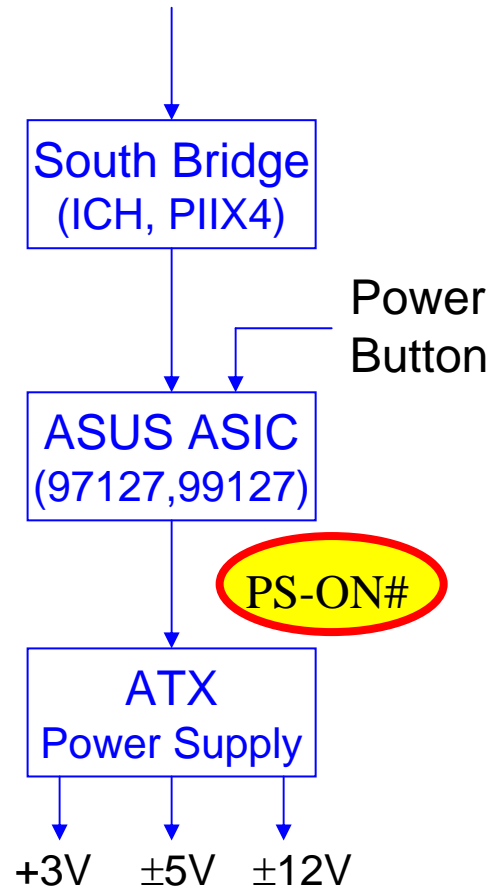 South Bridge
(ICH, PIIX4)
Power
Button
ASUS ASIC
(97127,99127)
PS-ON#
ATX
Power Supply
+3V ±5V ±12V